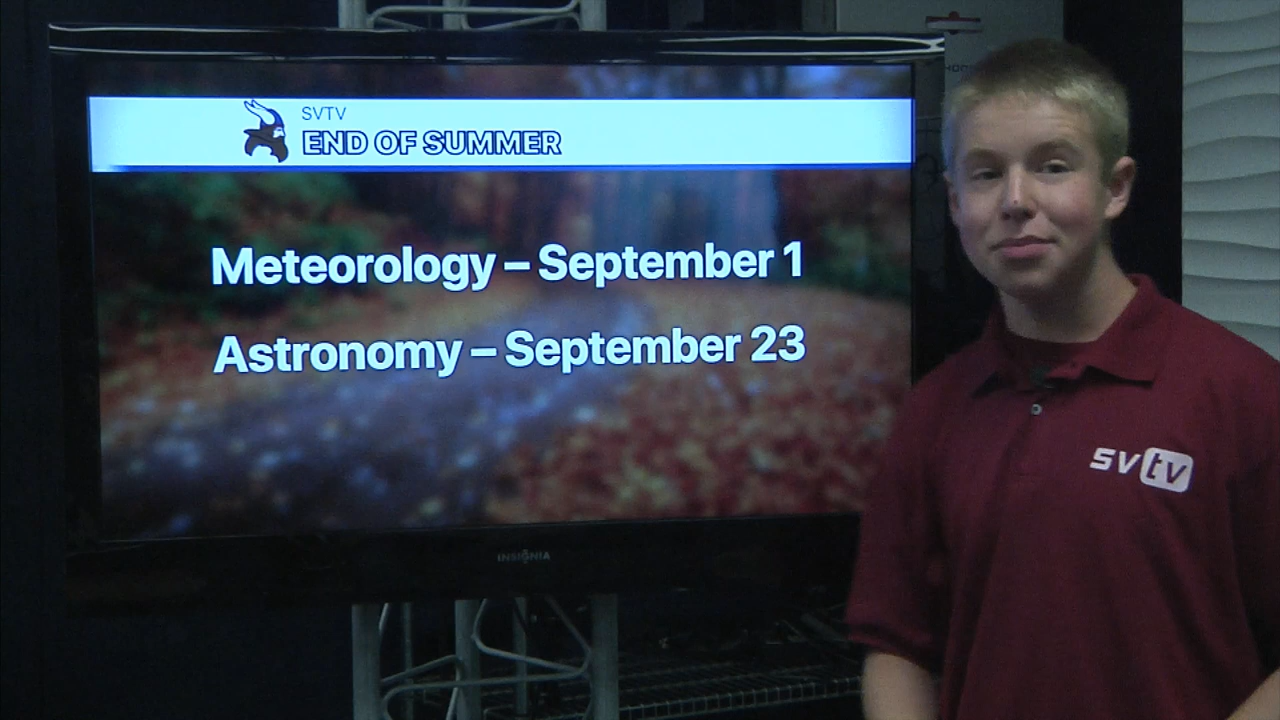 SVTV
END OF SUMMER
Meteorology – September 1
Astronomy – September 23
INSIGNIA
SVtv